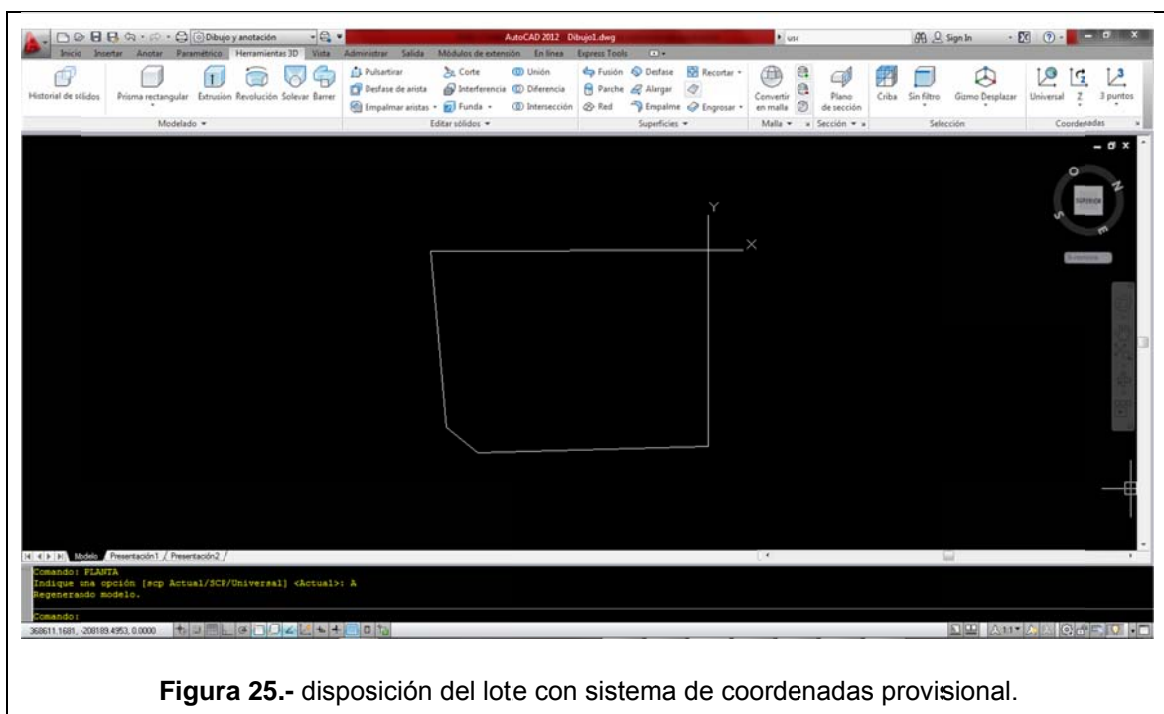 Dibujo y anotación
AutoCAD 2012 Dibujo1.dwg
Sign In
Inicio Insertar Anotar Paramétrico Herramientas 3D Vista Administrar Salida Módulos de extensión En línea Express Tools
Historial de sólidos
Prisma rectangular
Extrusión Revolución Solevar Barrer
Pulsartirar
Desfase de arista
Empalmar aristas
Corte
Interferencia
Funda
Unión
Diferencia
Intersección
Fusión Desfase Recortar
Parche Alargar
Red Empalme Engrosar
Convertir
en malla
Plano
de sección
Criba
Sin filtro
Gizmo Desplazar
Universal Z 3 puntos
Modelado Editar sólidos Superficies Malla Sección Selección Coordenadas
O
N
SUPERIOR
S
E
Y
X
Modelo Presentación1 Presentación2
Comando: PLANTA
Indique una opción [scp Actual/SCP/Universal] <Actual>: A
Regenerando modelo.
Comando:
368611.1681, -208189.4953, 0.0000
1:1
Figura 25.- disposición del lote con sistema de coordenadas provisional.